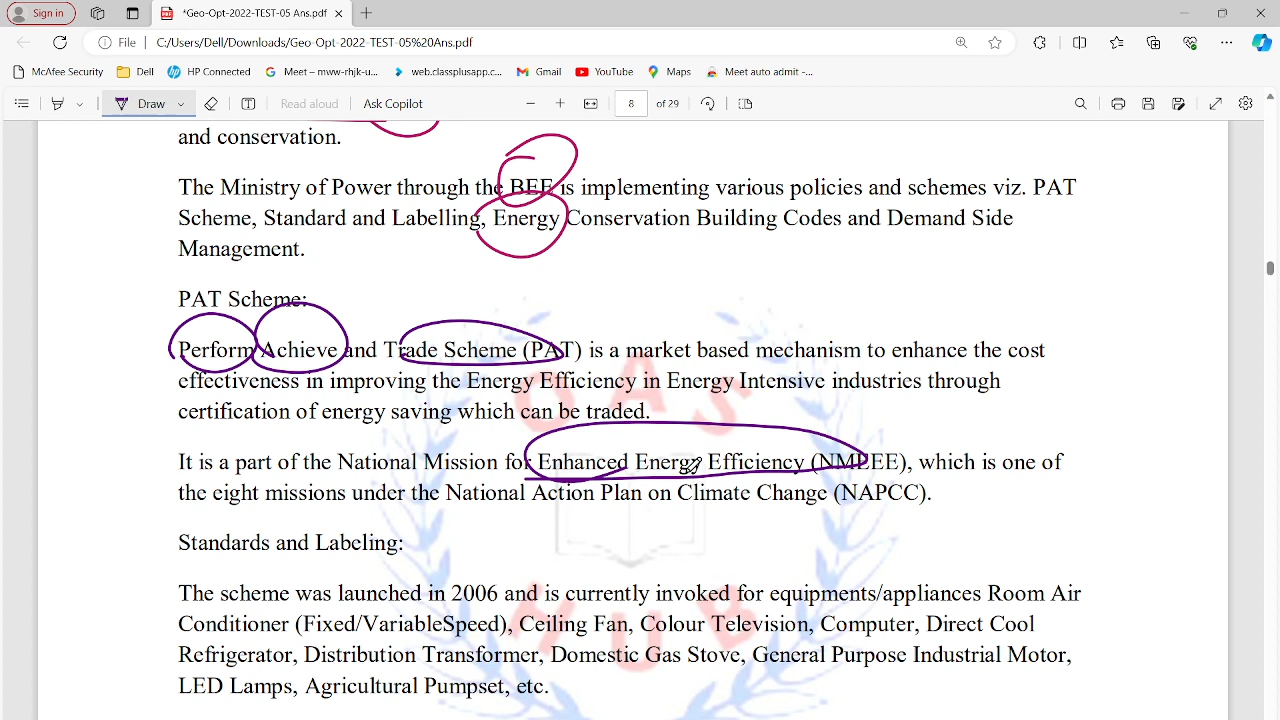 Sign in
*Geo-Opt-2022-TEST-05 Ans.pdf
File C:/Users/Dell/Downloads/Geo-Opt-2022-TEST-05%20Ans.pdf
McAfee Security Dell HP Connected Meet – mvw-rhjk-u... web.classplusapp.c... Gmail YouTube Maps Meet auto admit -...
Draw Read aloud Ask Copilot 8 of 29
and conservation.
The Ministry of Power through the BEE is implementing various policies and schemes viz. PAT
Scheme, Standard and Labelling, Energy Conservation Building Codes and Demand Side
Management.
PAT Scheme:
Perform Achieve and Trade Scheme (PAT) is a market based mechanism to enhance the cost
effectiveness in improving the Energy Efficiency in Energy Intensive industries through
certification of energy saving which can be traded.
It is a part of the National Mission for Enhanced Energy Efficiency (NMEEE), which is one of
the eight missions under the National Action Plan on Climate Change (NAPCC).
Standards and Labeling:
The scheme was launched in 2006 and is currently invoked for equipments/appliances Room Air
Conditioner (Fixed/VariableSpeed), Ceiling Fan, Colour Television, Computer, Direct Cool
Refrigerator, Distribution Transformer, Domestic Gas Stove, General Purpose Industrial Motor,
LED Lamps, Agricultural Pumpset, etc.
OAS
HUB